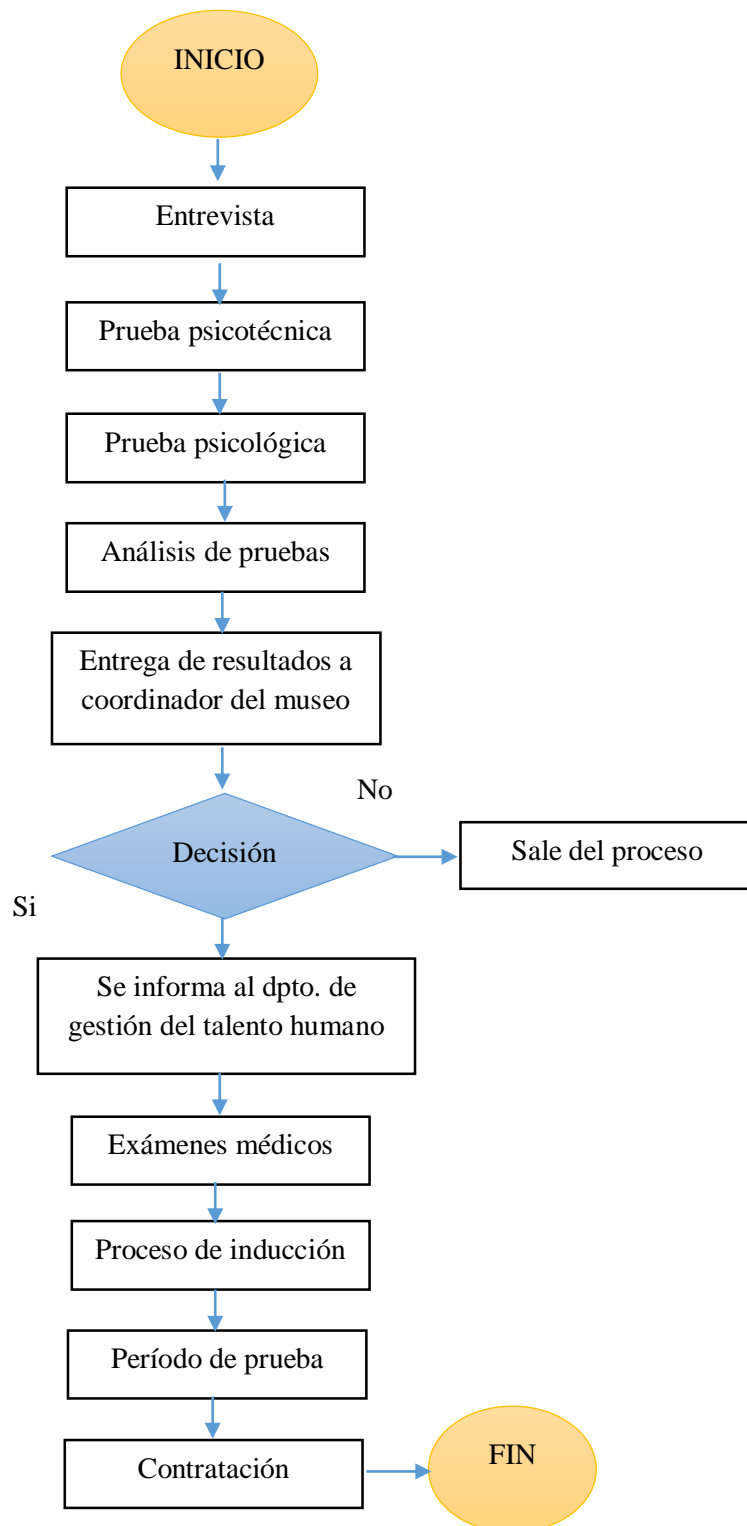 INICIO
Entrevista
Prueba psicotécnica
Prueba psicológica
Análisis de pruebas
Entrega de resultados a
coordinador del museo
No
Decisión
Sale del proceso
Si
Se informa al dpto. de
gestión del talento humano
Exámenes médicos
Proceso de inducción
Período de prueba
Contratación
FIN